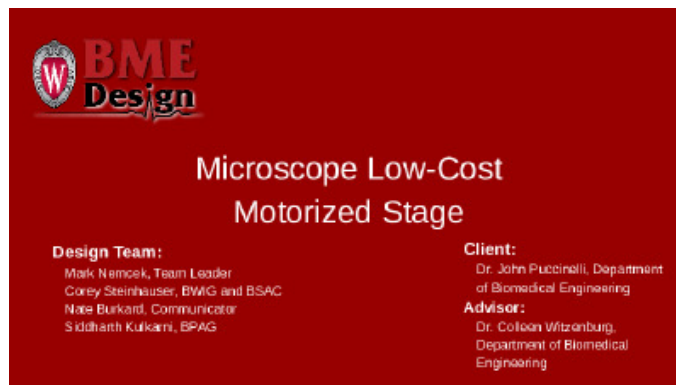 W
BME
Design
Microscope Low-Cost
Motorized Stage
Design Team:
Mark Nemcek, Team Leader
Corey Steinhauser, BWIG and BSAC
Nate Burkard, Communicator
Siddharth Kulkarni, BPAG
Client:
Dr. John Puccinelli, Department
of Biomedical Engineering
Advisor:
Dr. Colleen Witzenburg,
Department of Biomedical
Engineering